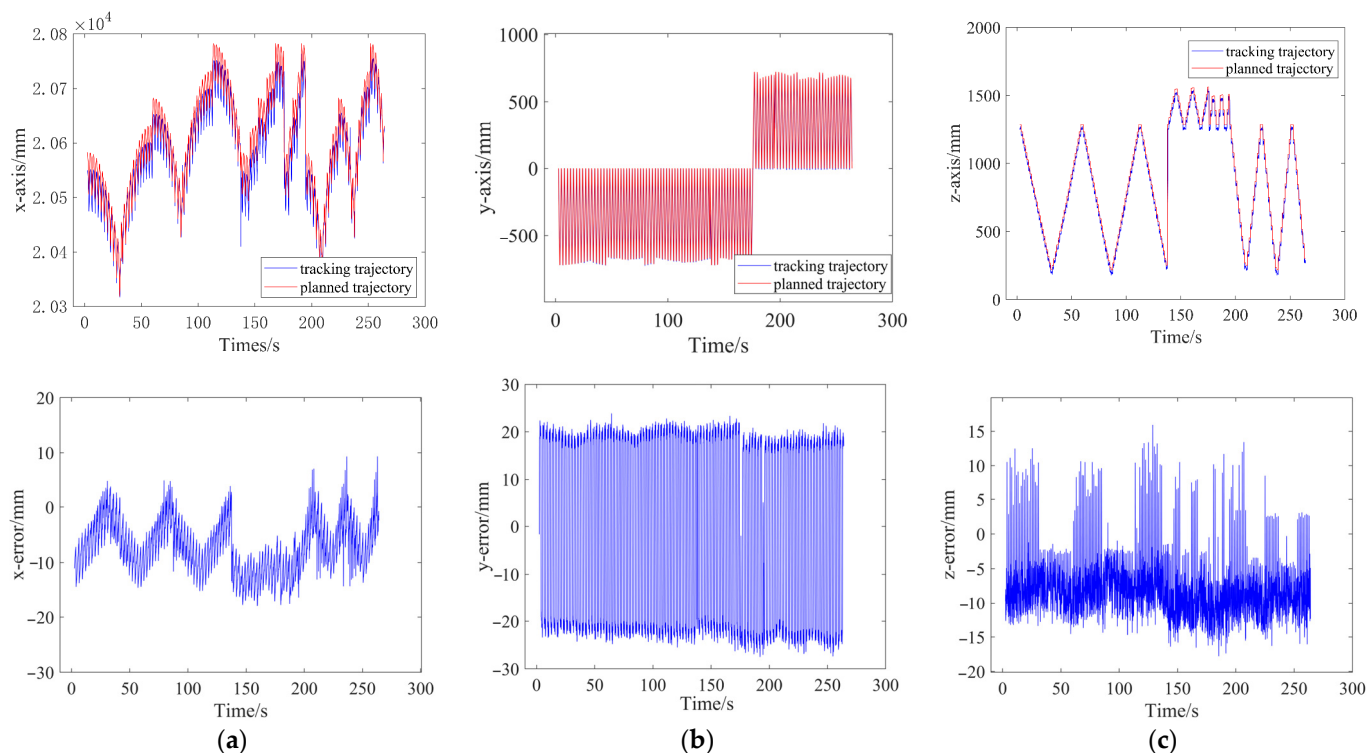 2.08 ×10⁴
2.07
2.06
2.05
2.04
2.03
x-axis/mm
tracking trajectory
planned trajectory
0 50 100 150 200 250 300
Times/s
1000
500
0
−500
y-axis/mm
tracking trajectory
planned trajectory
0 100 200 300
Time/s
2000
1500
1000
500
0
z-axis/mm
tracking trajectory
planned trajectory
0 50 100 150 200 250 300
Time/s
20
10
0
−10
−20
−30
x-error/mm
0 50 100 150 200 250 300
Time/s
(a)
30
20
10
0
−10
−20
−30
y-error/mm
0 50 100 150 200 250 300
Time/s
(b)
20
15
10
5
0
−5
−10
−15
−20
z-error/mm
0 50 100 150 200 250 300
Time/s
(c)